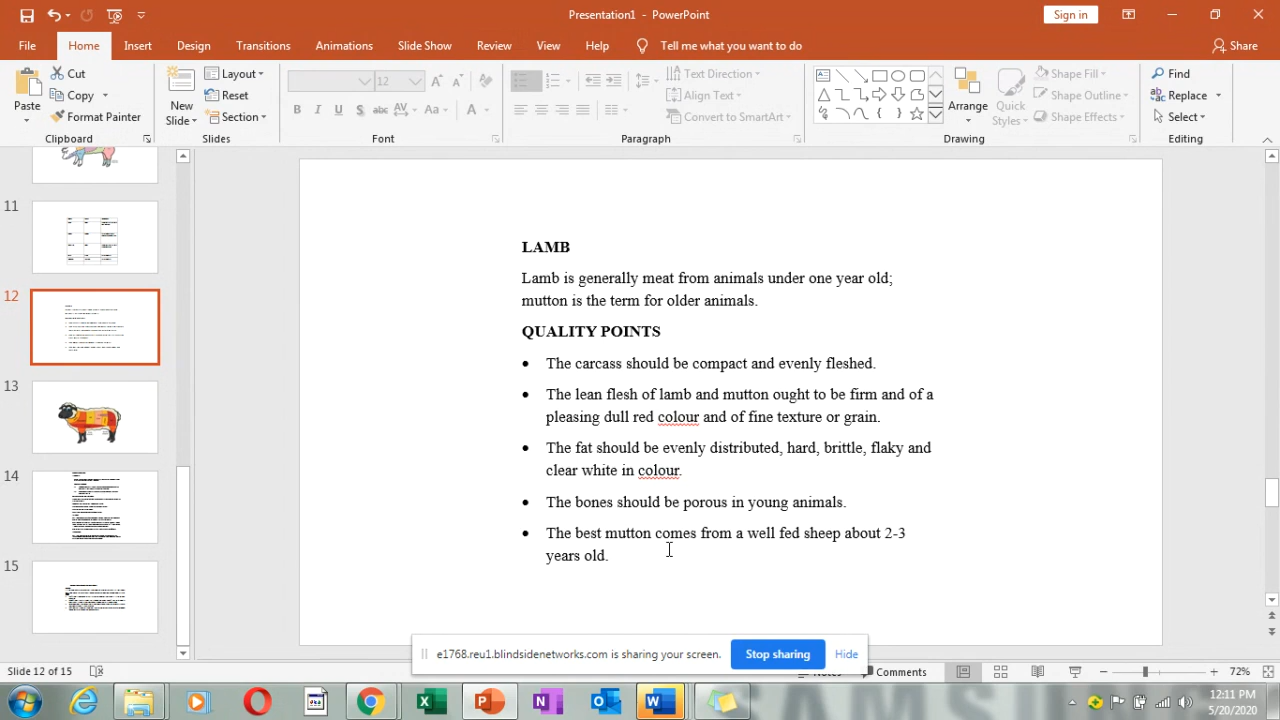 Presentation1 - PowerPoint
Sign in
File Home Insert Design Transitions Animations Slide Show Review View Help Tell me what you want to do
Share
Paste
Cut
Copy
Format Painter
Clipboard
New Slide
Layout
Reset
Section
Slides
12
Font
Text Direction
Align Text
Convert to SmartArt
Paragraph
Arrange
Quick Styles
Shape Fill
Shape Outline
Shape Effects
Drawing
Find
Replace
Select
Editing
11
12
13
14
15
LAMB
Lamb is generally meat from animals under one year old;
mutton is the term for older animals.
QUALITY POINTS
• The carcass should be compact and evenly fleshed.
• The lean flesh of lamb and mutton ought to be firm and of a
pleasing dull red colour and of fine texture or grain.
• The fat should be evenly distributed, hard, brittle, flaky and
clear white in colour.
• The bones should be porous in young animals.
• The best mutton comes from a well fed sheep about 2-3
years old.
e1768.reu1.blindsidenetworks.com is sharing your screen.
Stop sharing
Hide
Slide 12 of 15
Notes
Comments
72%
12:11 PM
5/20/2020